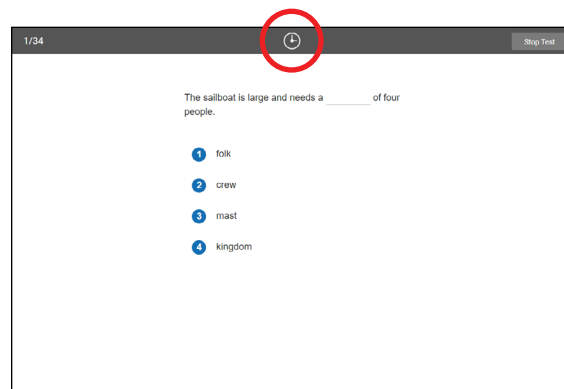 1/34
Stop Test
The sailboat is large and needs a ______ of four
people.
1 folk
2 crew
3 mast
4 kingdom